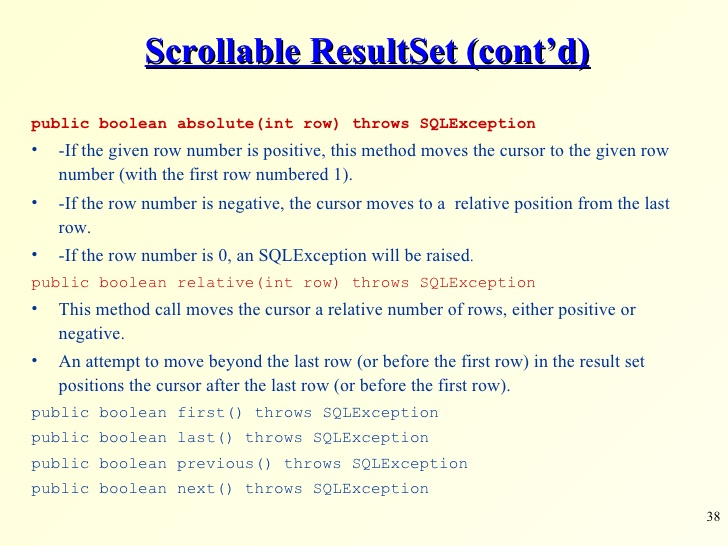 Scrollable ResultSet (cont’d)
public boolean absolute(int row) throws SQLException
• -If the given row number is positive, this method moves the cursor to the given row
number (with the first row numbered 1).
• -If the row number is negative, the cursor moves to a relative position from the last
row.
• -If the row number is 0, an SQLException will be raised.
public boolean relative(int row) throws SQLException
• This method call moves the cursor a relative number of rows, either positive or
negative.
• An attempt to move beyond the last row (or before the first row) in the result set
positions the cursor after the last row (or before the first row).
public boolean first() throws SQLException
public boolean last() throws SQLException
public boolean previous() throws SQLException
public boolean next() throws SQLException
38